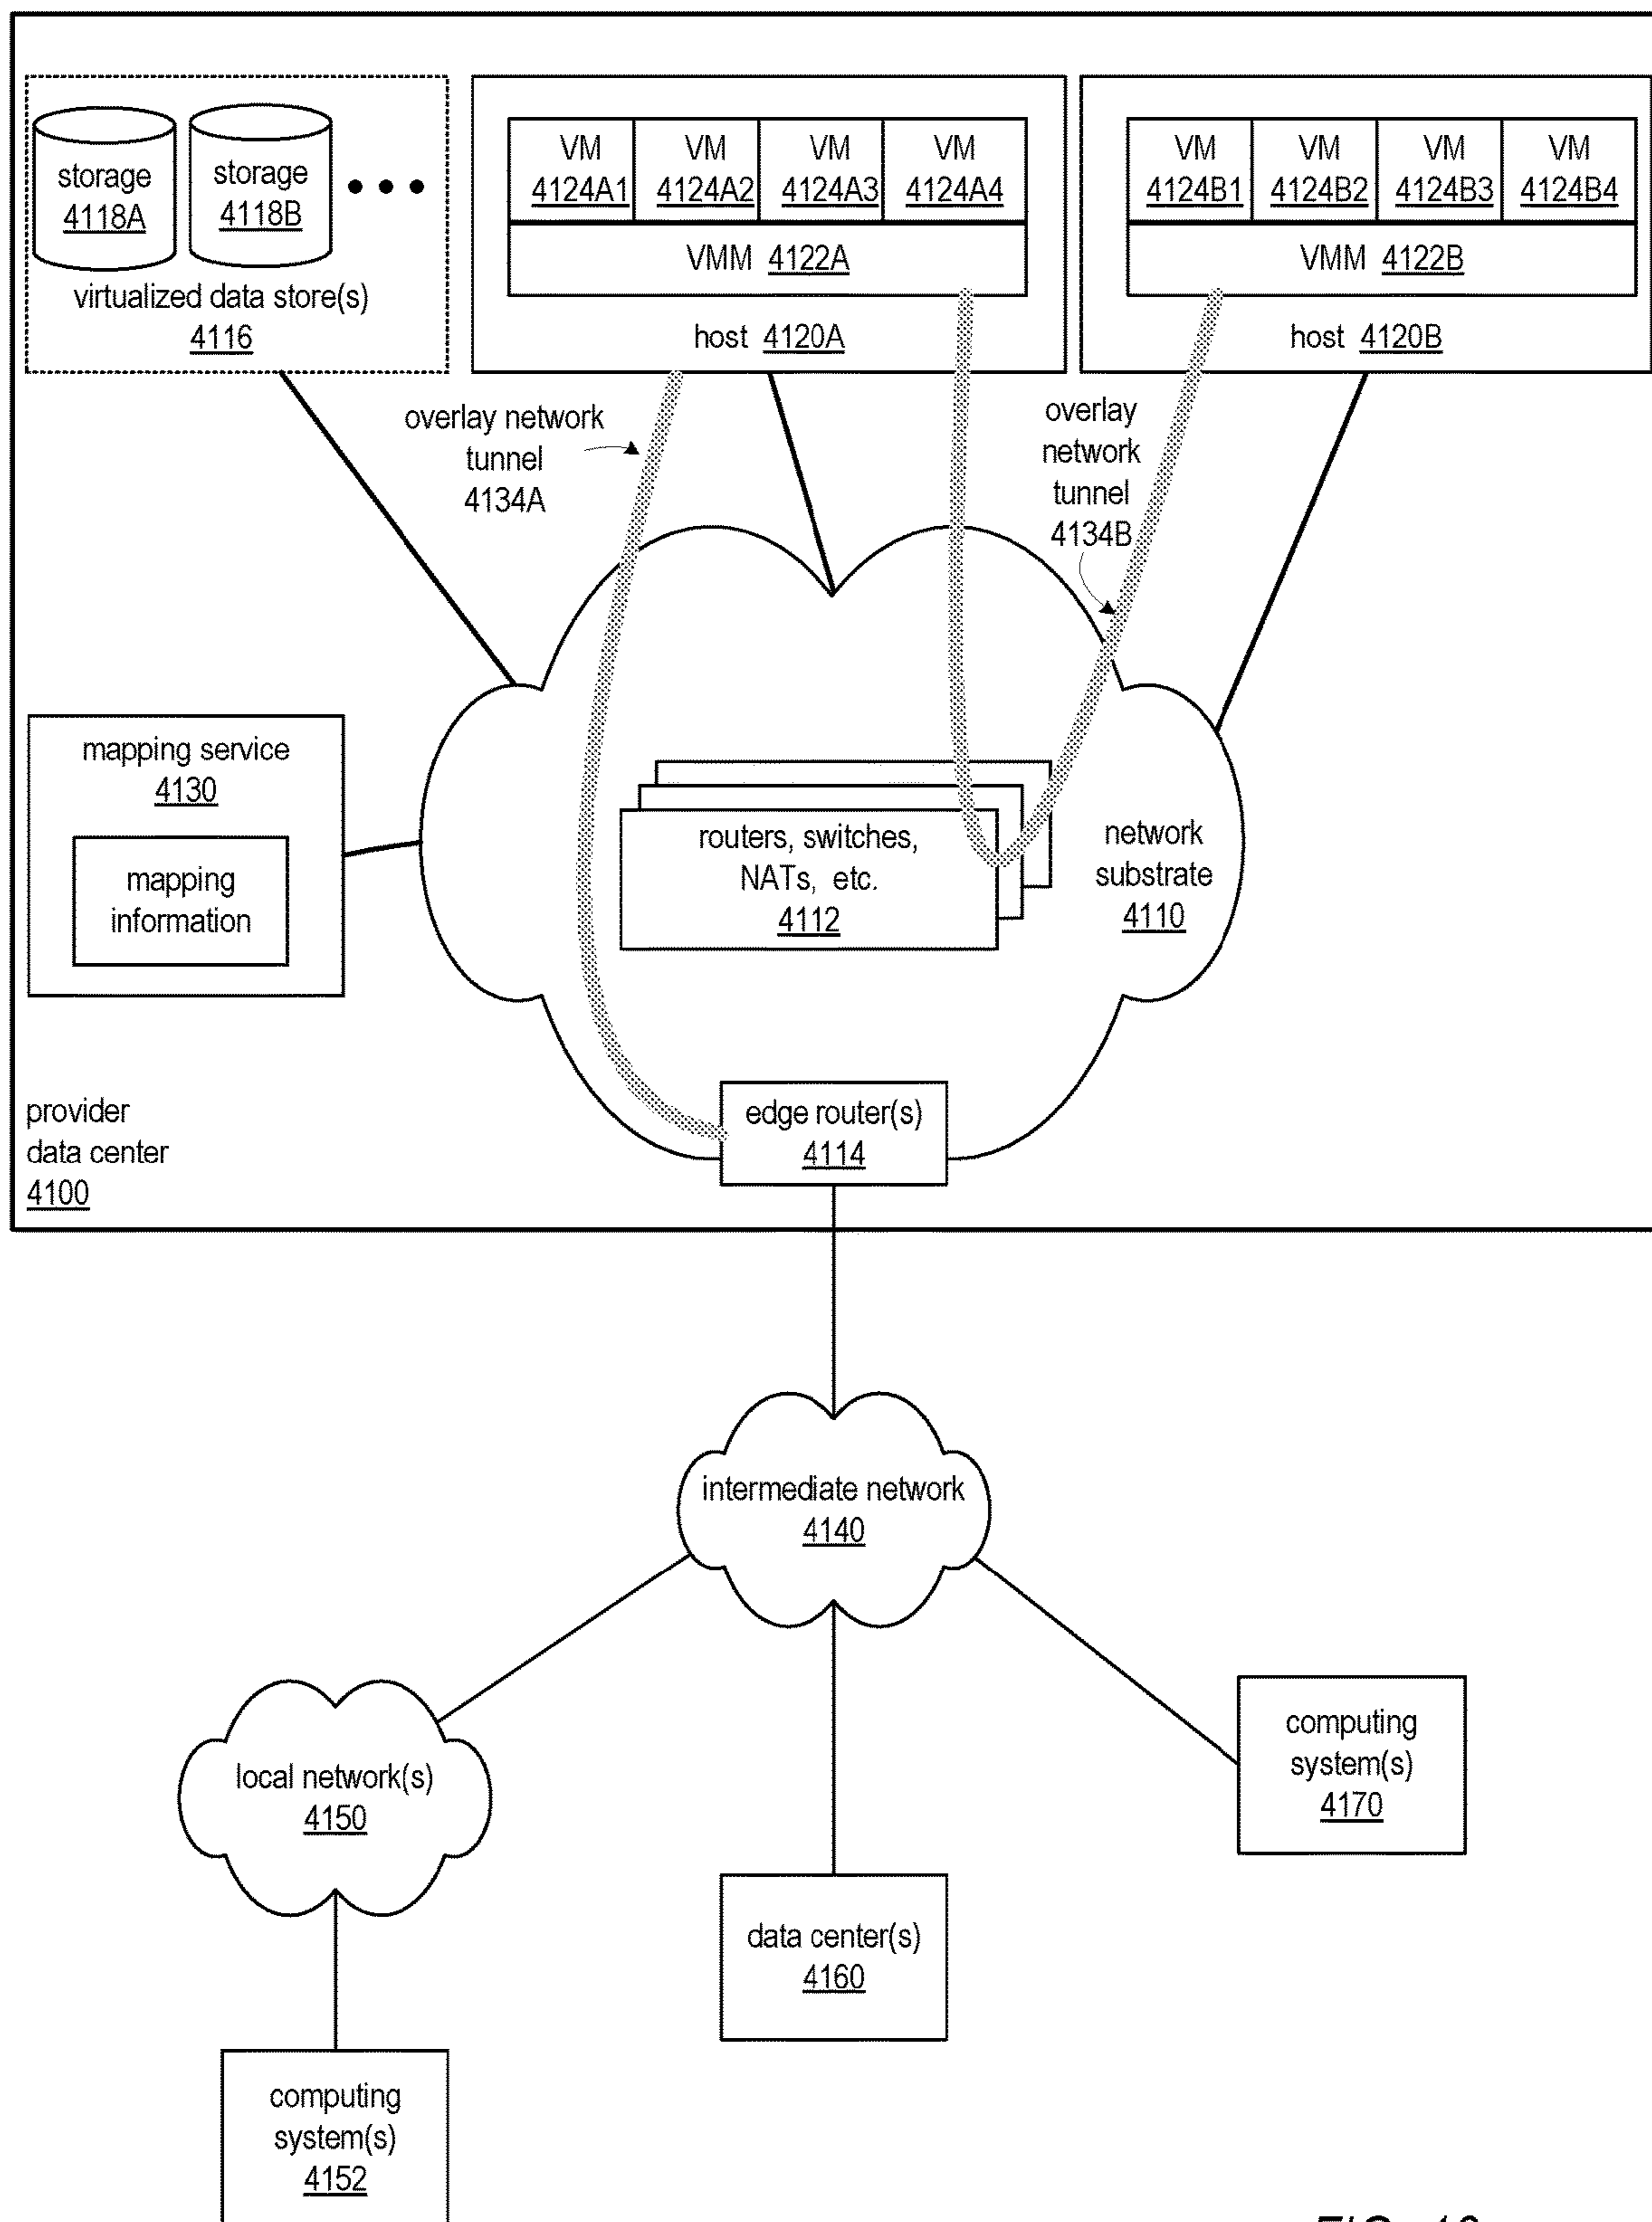 storage
4118A
storage
4118B
virtualized data store(s)
4116
VM
4124A1
VM
4124A2
VM
4124A3
VM
4124A4
VMM 4122A
host 4120A
VM
4124B1
VM
4124B2
VM
4124B3
VM
4124B4
VMM 4122B
host 4120B
overlay network
tunnel
4134A
overlay
network
tunnel
4134B
mapping service
4130
mapping
information
routers, switches,
NATs, etc.
4112
network
substrate
4110
edge router(s)
4114
provider
data center
4100
intermediate network
4140
local network(s)
4150
computing
system(s)
4170
data center(s)
4160
computing
system(s)
4152